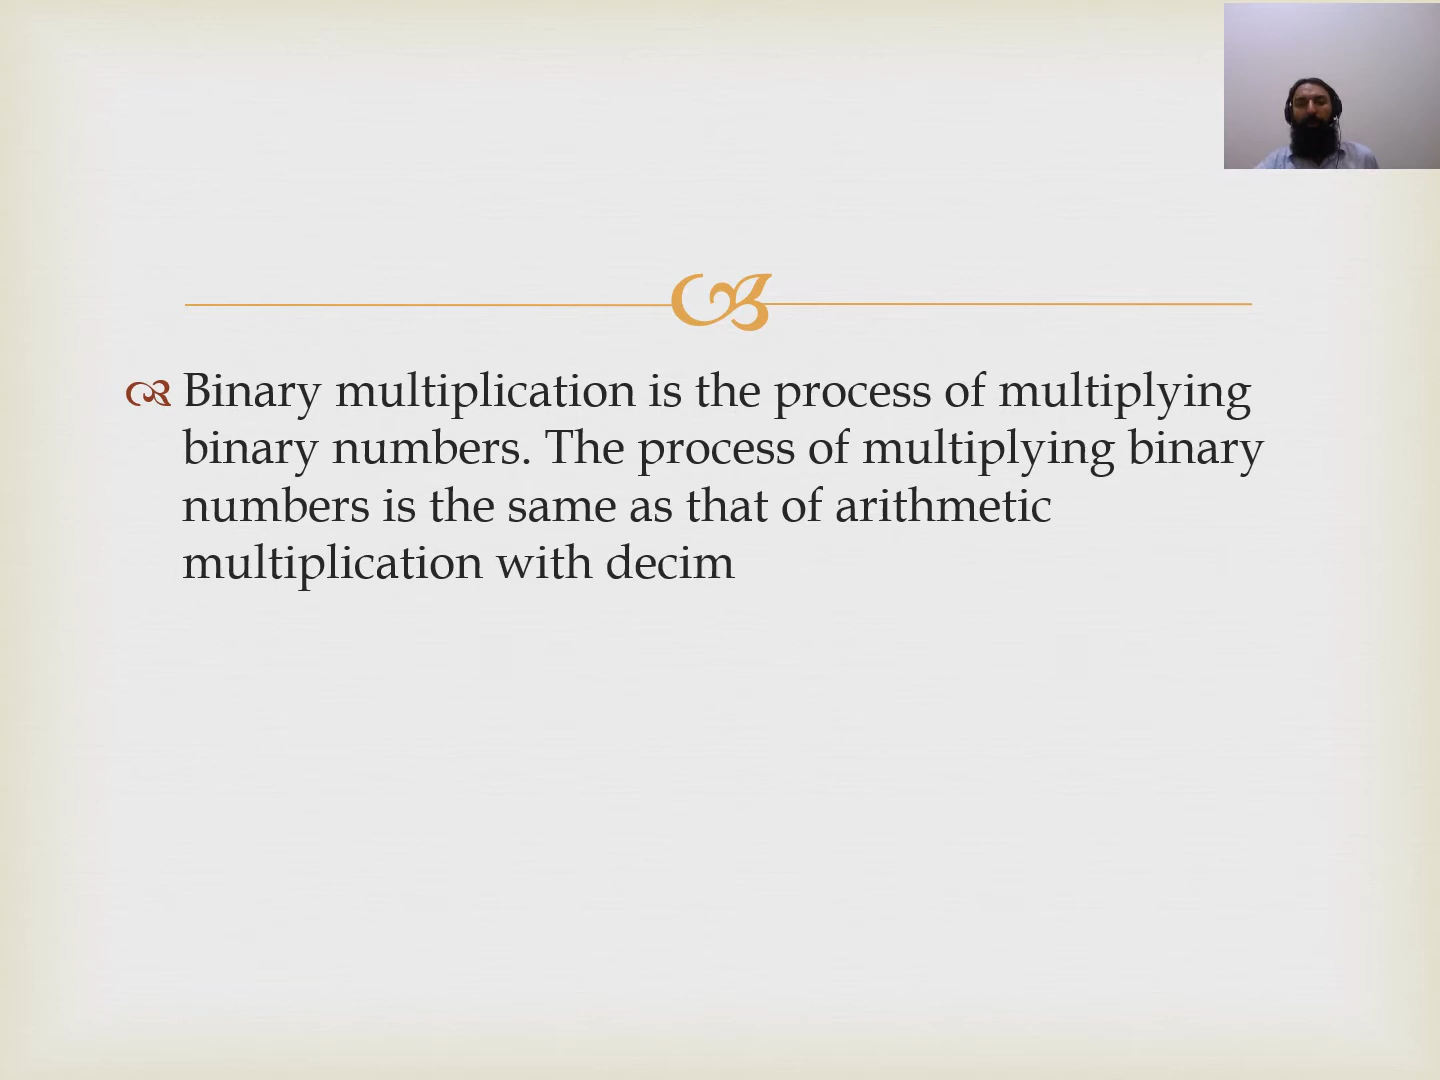 Binary multiplication is the process of multiplying
binary numbers. The process of multiplying binary
numbers is the same as that of arithmetic
multiplication with decim